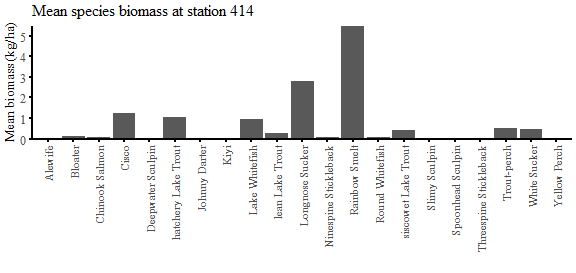 Mean species biomass at station 414
Mean biomass (kg/ha)
5
4
3
2
1
0
Alewife
Bloater
Chinook Salmon
Cisco
Deepwater Sculpin
hatchery Lake Trout
Johnny Darter
Kiyi
Lake Whitefish
lean Lake Trout
Longnose Sucker
Ninespine Stickleback
Rainbow Smelt
Round Whitefish
siscowet Lake Trout
Slimy Sculpin
Spoonhead Sculpin
Threespine Stickleback
Trout-perch
White Sucker
Yellow Perch